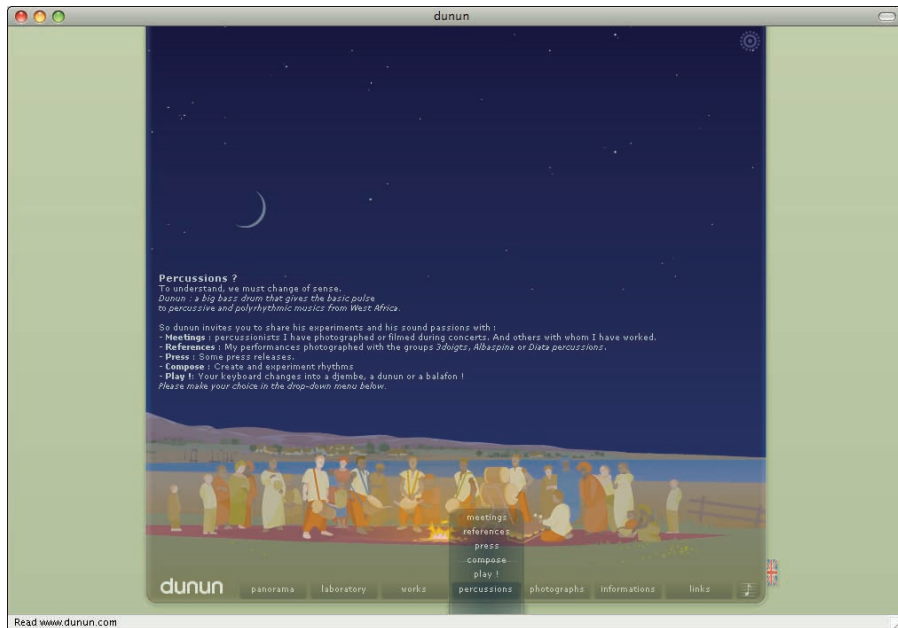 dunun
Percussions ?
To understand, we must change of sense.
Dunun : a big bass drum that gives the basic pulse
to percussive and polyrhythmic musics from West Africa.
So dunun invites you to share his experiments and his sound passions with :
- Meetings : percussionists I have photographed or filmed during concerts. And others with whom I have worked.
- References : My performances photographed with the groups 3doigts, Albaspina or Diata percussions.
- Press : Some press releases.
- Compose : Create and experiment rhythms
- Play !: Your keyboard changes into a djembe, a dunun or a balafon !
Please make your choice in the drop-down menu below.
meetings
references
press
compose
play !
dunun panorama laboratory works percussions photographs informations links
Read www.dunun.com